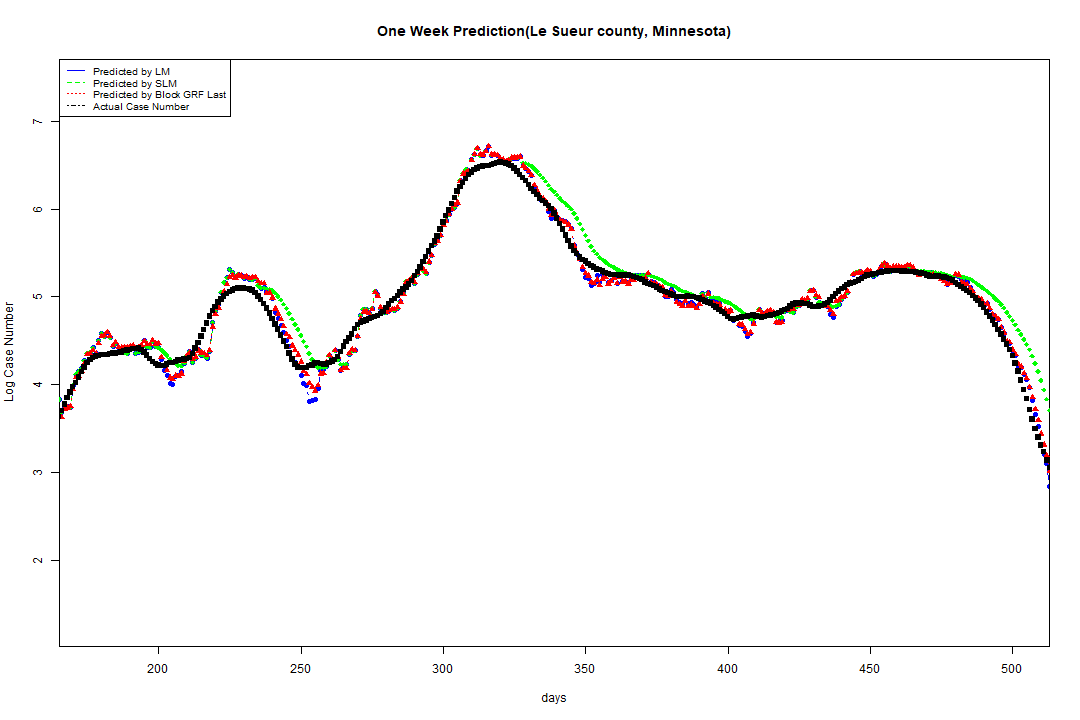 One Week Prediction(Le Sueur county, Minnesota)
Predicted by LM
Predicted by SLM
Predicted by Block GRF Last
Actual Case Number
7
6
5
4
3
2
Log Case Number
200 250 300 350 400 450 500
days